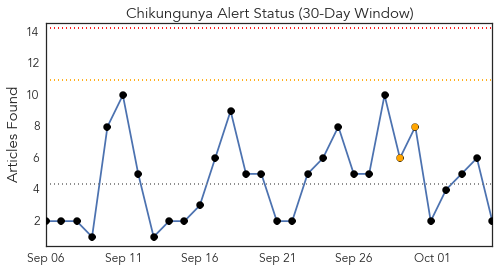 Chikungunya Alert Status (30-Day Window)
Articles Found
14
12
10
8
6
4
2
Sep 06 Sep 11 Sep 16 Sep 21 Sep 26 Oct 01